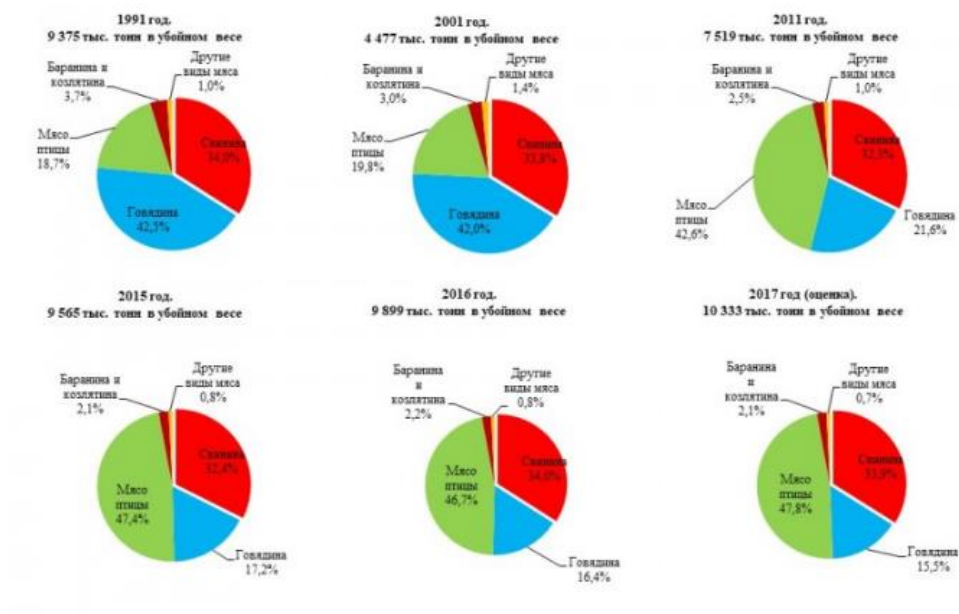 1991 год.
9 375 тыс. тонн в убойном весе
Баранина и
козлятина
3,7%
Другие
виды мяса
1,0%
Мясо
птицы
18,7%
Свинина
34,0%
Говядина
42,5%
2001 год.
4 477 тыс. тонн в убойном весе
Баранина и
козлятина
3,0%
Другие
виды мяса
1,4%
Мясо
птицы
19,8%
Свинина
33,8%
Говядина
42,0%
2011 год.
7 519 тыс. тонн в убойном весе
Баранина и
козлятина
2,5%
Другие
виды мяса
1,0%
Мясо
птицы
42,6%
Свинина
32,3%
Говядина
21,6%
2015 год.
9 565 тыс. тонн в убойном весе
Баранина и
козлятина
2,1%
Другие
виды мяса
0,8%
Свинина
32,4%
Мясо
птицы
47,4%
Говядина
17,2%
2016 год.
9 899 тыс. тонн в убойном весе
Баранина
и
козлятина
2,2%
Другие
виды мяса
0,8%
Свинина
34,0%
Мясо
птицы
46,7%
Говядина
16,4%
2017 год (оценка).
10 333 тыс. тонн в убойном весе
Баранина
и
козлятина
2,1%
Другие
виды мяса
0,7%
Свинина
33,9%
Мясо
птицы
47,8%
Говядина
15,5%